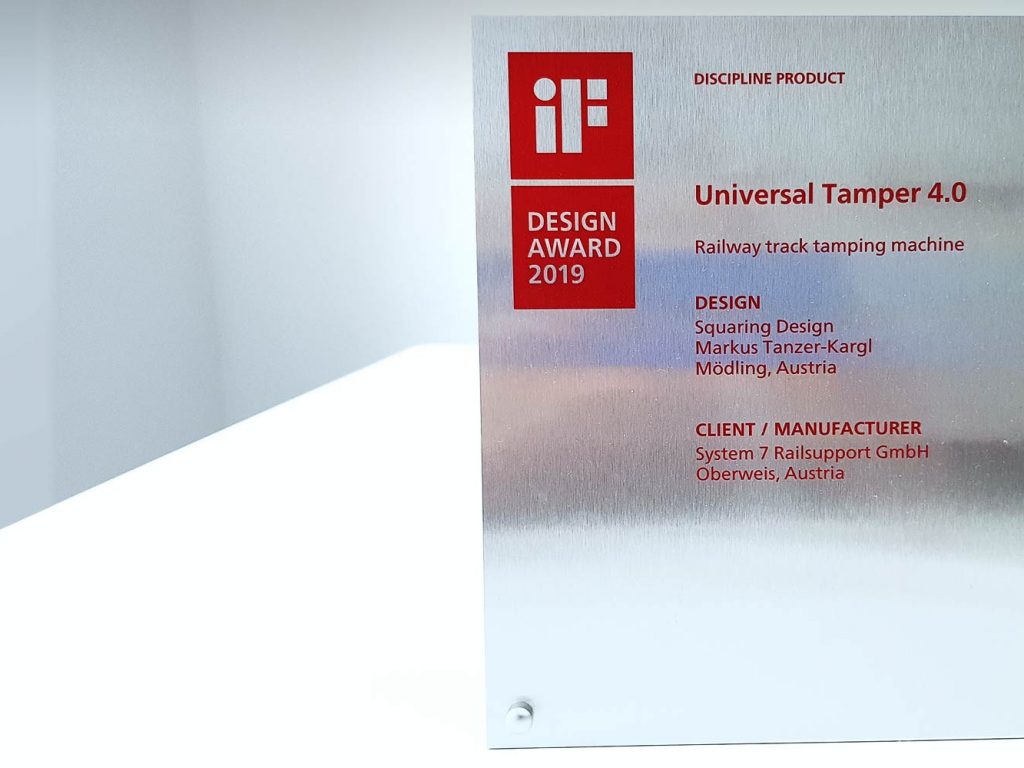 iF
DESIGN
AWARD
2019
DISCIPLINE PRODUCT
Universal Tamper 4.0
Railway track tamping machine
DESIGN
Squaring Design
Markus Tanzer-Kargl
Mödling, Austria
CLIENT / MANUFACTURER
System 7 Railsupport GmbH
Oberweis, Austria